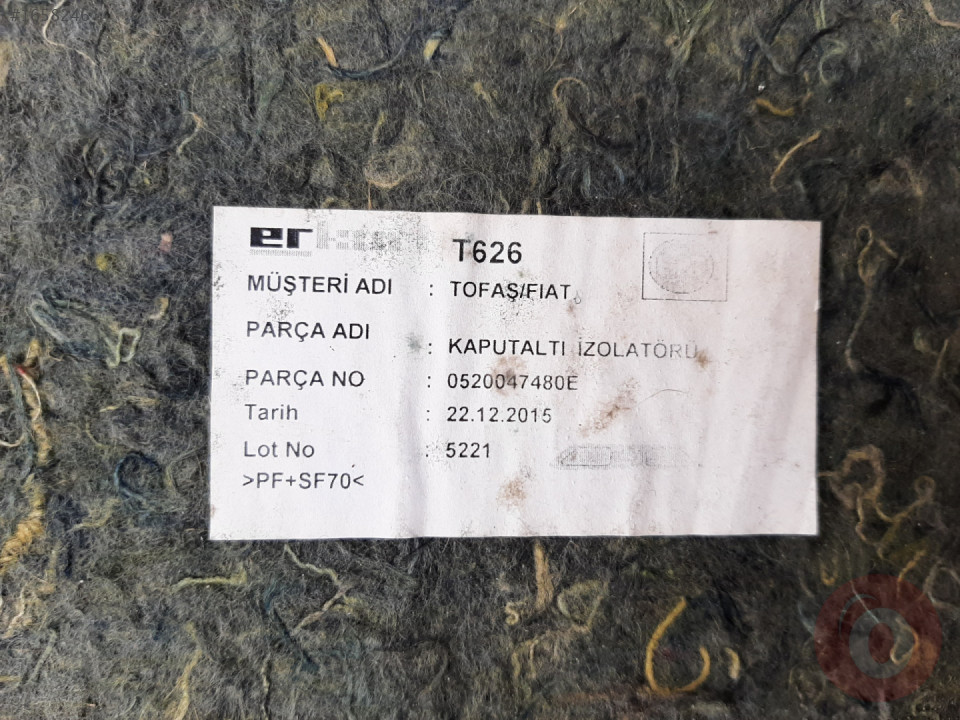 er
T626
MÜŞTERİ ADI : TOFAŞ/FIAT
PARÇA ADI : KAPUTALTI İZOLATÖRÜ
PARÇA NO : 0520047480E
Tarih : 22.12.2015
Lot No : 5221
>PF+SF70<